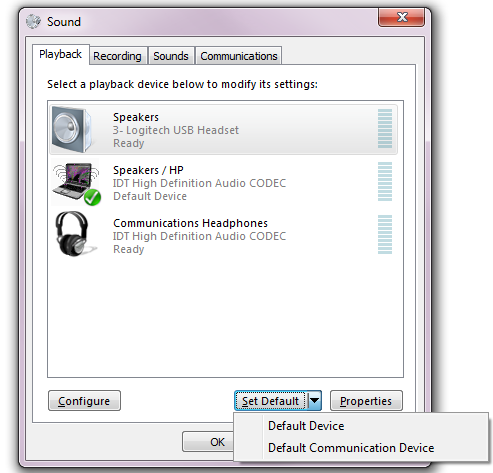 Sound
Playback Recording Sounds Communications
Select a playback device below to modify its settings:
Speakers
3- Logitech USB Headset
Ready
Speakers / HP
IDT High Definition Audio CODEC
Default Device
Communications Headphones
IDT High Definition Audio CODEC
Ready
Configure Set Default Properties
Default Device
Default Communication Device
OK